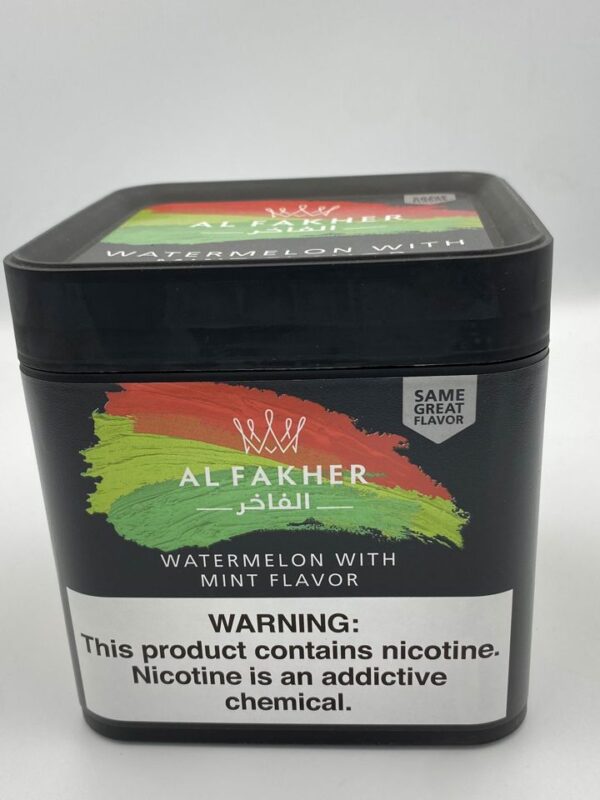 AL FAKHER
الفاخر
WATERMELON WITH
SAME
GREAT
FLAVOR
AL FAKHER
الفاخر
WATERMELON WITH
MINT FLAVOR
WARNING:
This product contains nicotine.
Nicotine is an addictive
chemical.